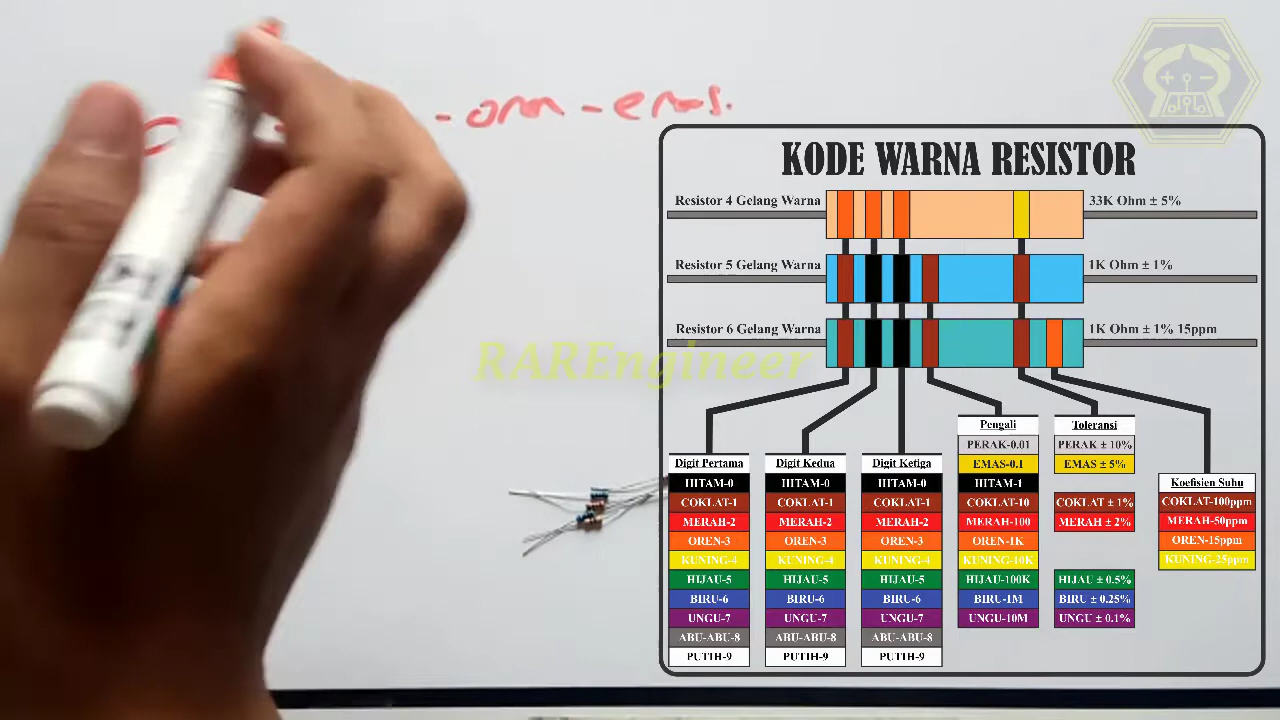 - orm - emas.
KODE WARNA RESISTOR
Resistor 4 Gelang Warna 33K Ohm ± 5%
Resistor 5 Gelang Warna 1K Ohm ± 1%
Resistor 6 Gelang Warna 1K Ohm ± 1% 15ppm
RAREngineer
Digit Pertama
HITAM-0
COKLAT-1
MERAH-2
OREN-3
KUNING-4
HIJAU-5
BIRU-6
UNGU-7
ABU-ABU-8
PUTIH-9
Digit Kedua
HITAM-0
COKLAT-1
MERAH-2
OREN-3
KUNING-4
HIJAU-5
BIRU-6
UNGU-7
ABU-ABU-8
PUTIH-9
Digit Ketiga
HITAM-0
COKLAT-1
MERAH-2
OREN-3
KUNING-4
HIJAU-5
BIRU-6
UNGU-7
ABU-ABU-8
PUTIH-9
Pengali
PERAK-0.01
EMAS-0.1
HITAM-1
COKLAT-10
MERAH-100
OREN-1K
KUNING-10K
HIJAU-100K
BIRU-1M
UNGU-10M
Toleransi
PERAK ± 10%
EMAS ± 5%
COKLAT ± 1%
MERAH ± 2%
HIJAU ± 0.5%
BIRU ± 0.25%
UNGU ± 0.1%
Koefisien Suhu
COKLAT-100ppm
MERAH-50ppm
OREN-15ppm
KUNING-25ppm